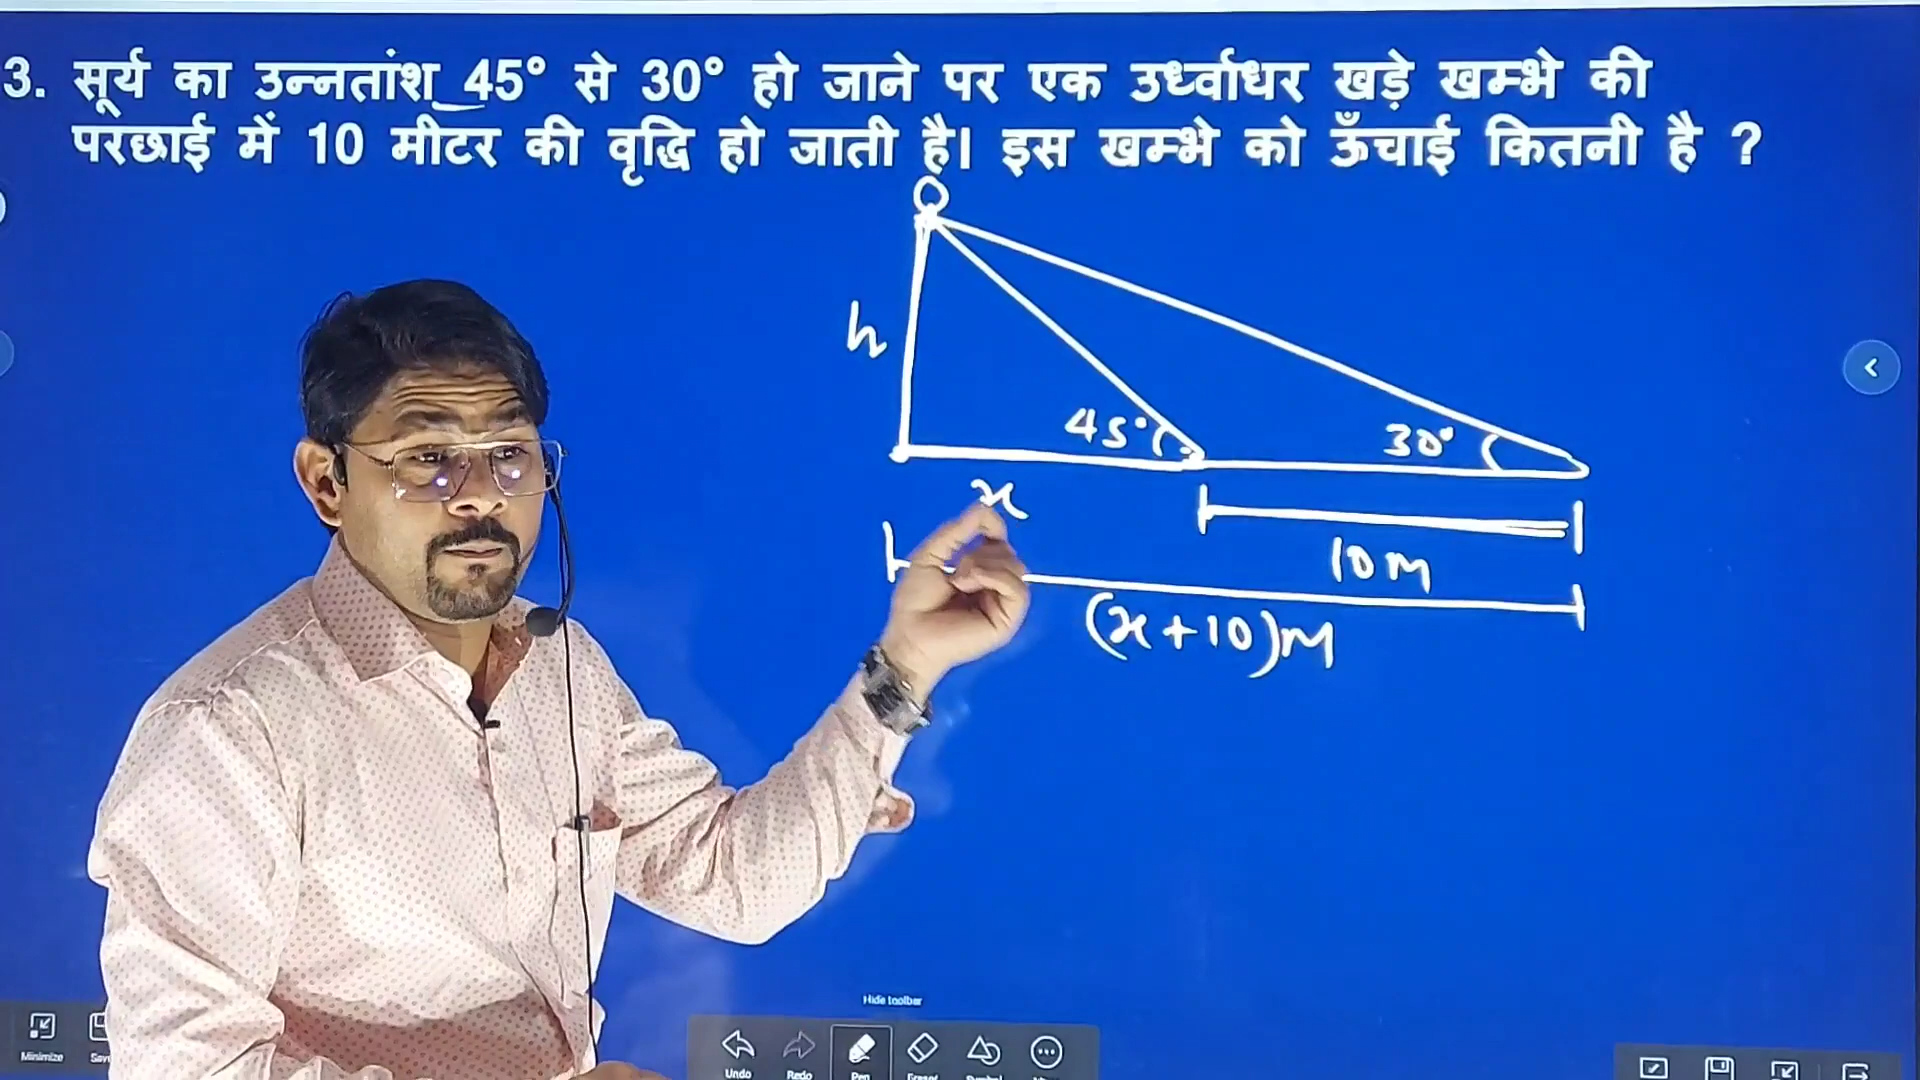 3. सूर्य का उन्नतांश 45° से 30° हो जाने पर एक उर्ध्वाधर खड़े खम्भे की
परछाई में 10 मीटर की वृद्धि हो जाती है। इस खम्भे को ऊँचाई कितनी है ?
h
45° 30°
x
10 M
(x+10)M
Hide toolbar
Minimize
Undo Redo Pen